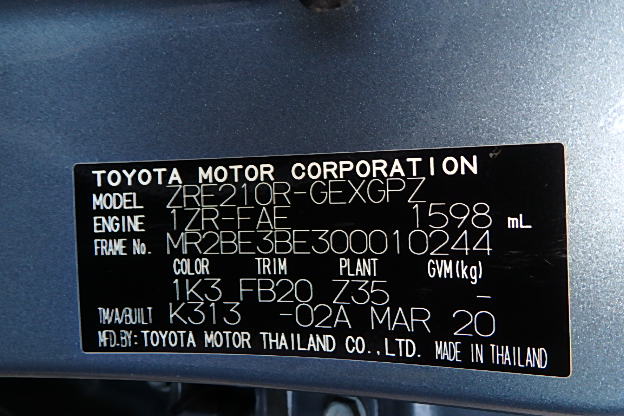 TOYOTA MOTOR CORPORATION
MODEL ZRE210R-GEXGPZ
ENGINE 1ZR-FAE 1598 mL
FRAME No. MR2BE3BE300010244
COLOR TRIM PLANT GVM(kg)
1K3 FB20 Z35 -
TM/A/BUILT K313 -02A MAR 20
MFD.BY: TOYOTA MOTOR THAILAND CO.,LTD. MADE IN THAILAND